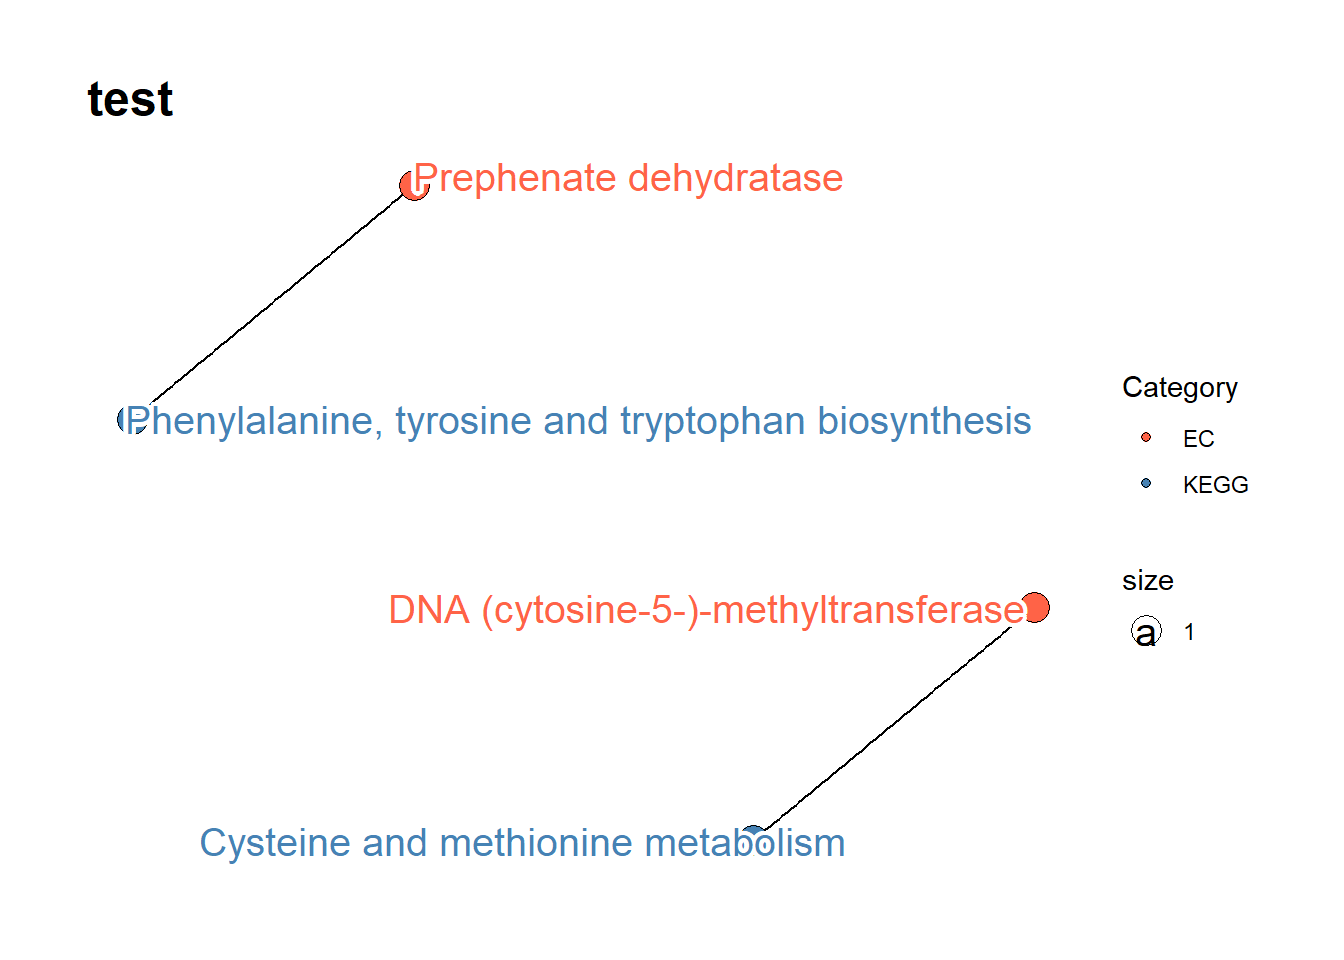 test
Prephenate dehydratase
Phenylalanine, tyrosine and tryptophan biosynthesis
DNA (cytosine-5-)-methyltransferase
Cysteine and methionine metabolism
Category
EC
KEGG
size
a 1